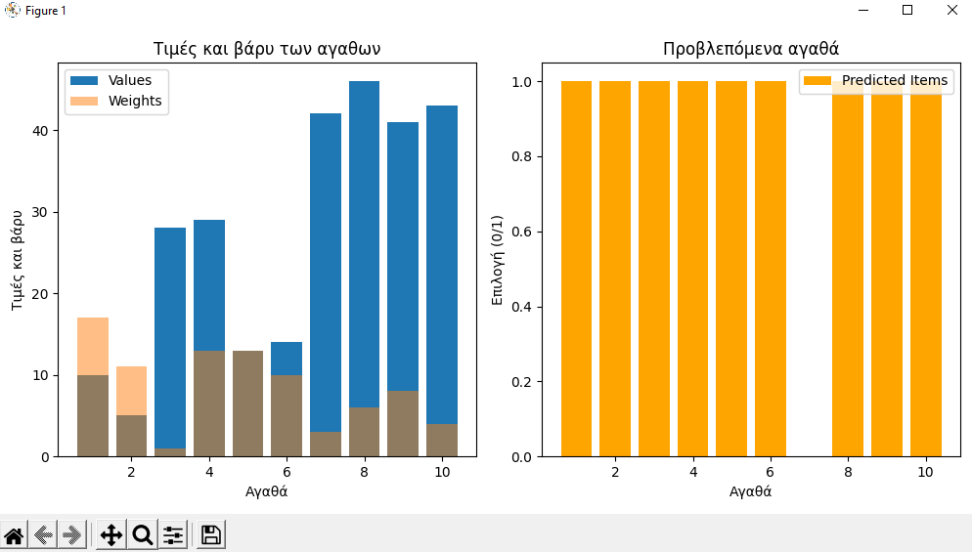 Figure 1
Τιμές και βάρυ των αγαθων
Values
Weights
Τιμές και βάρυ
40
30
20
10
0
2 4 6 8 10
Αγαθά
Προβλεπόμενα αγαθά
Predicted Items
Επιλογή (0/1)
1.0
0.8
0.6
0.4
0.2
0.0
2 4 6 8 10
Αγαθά